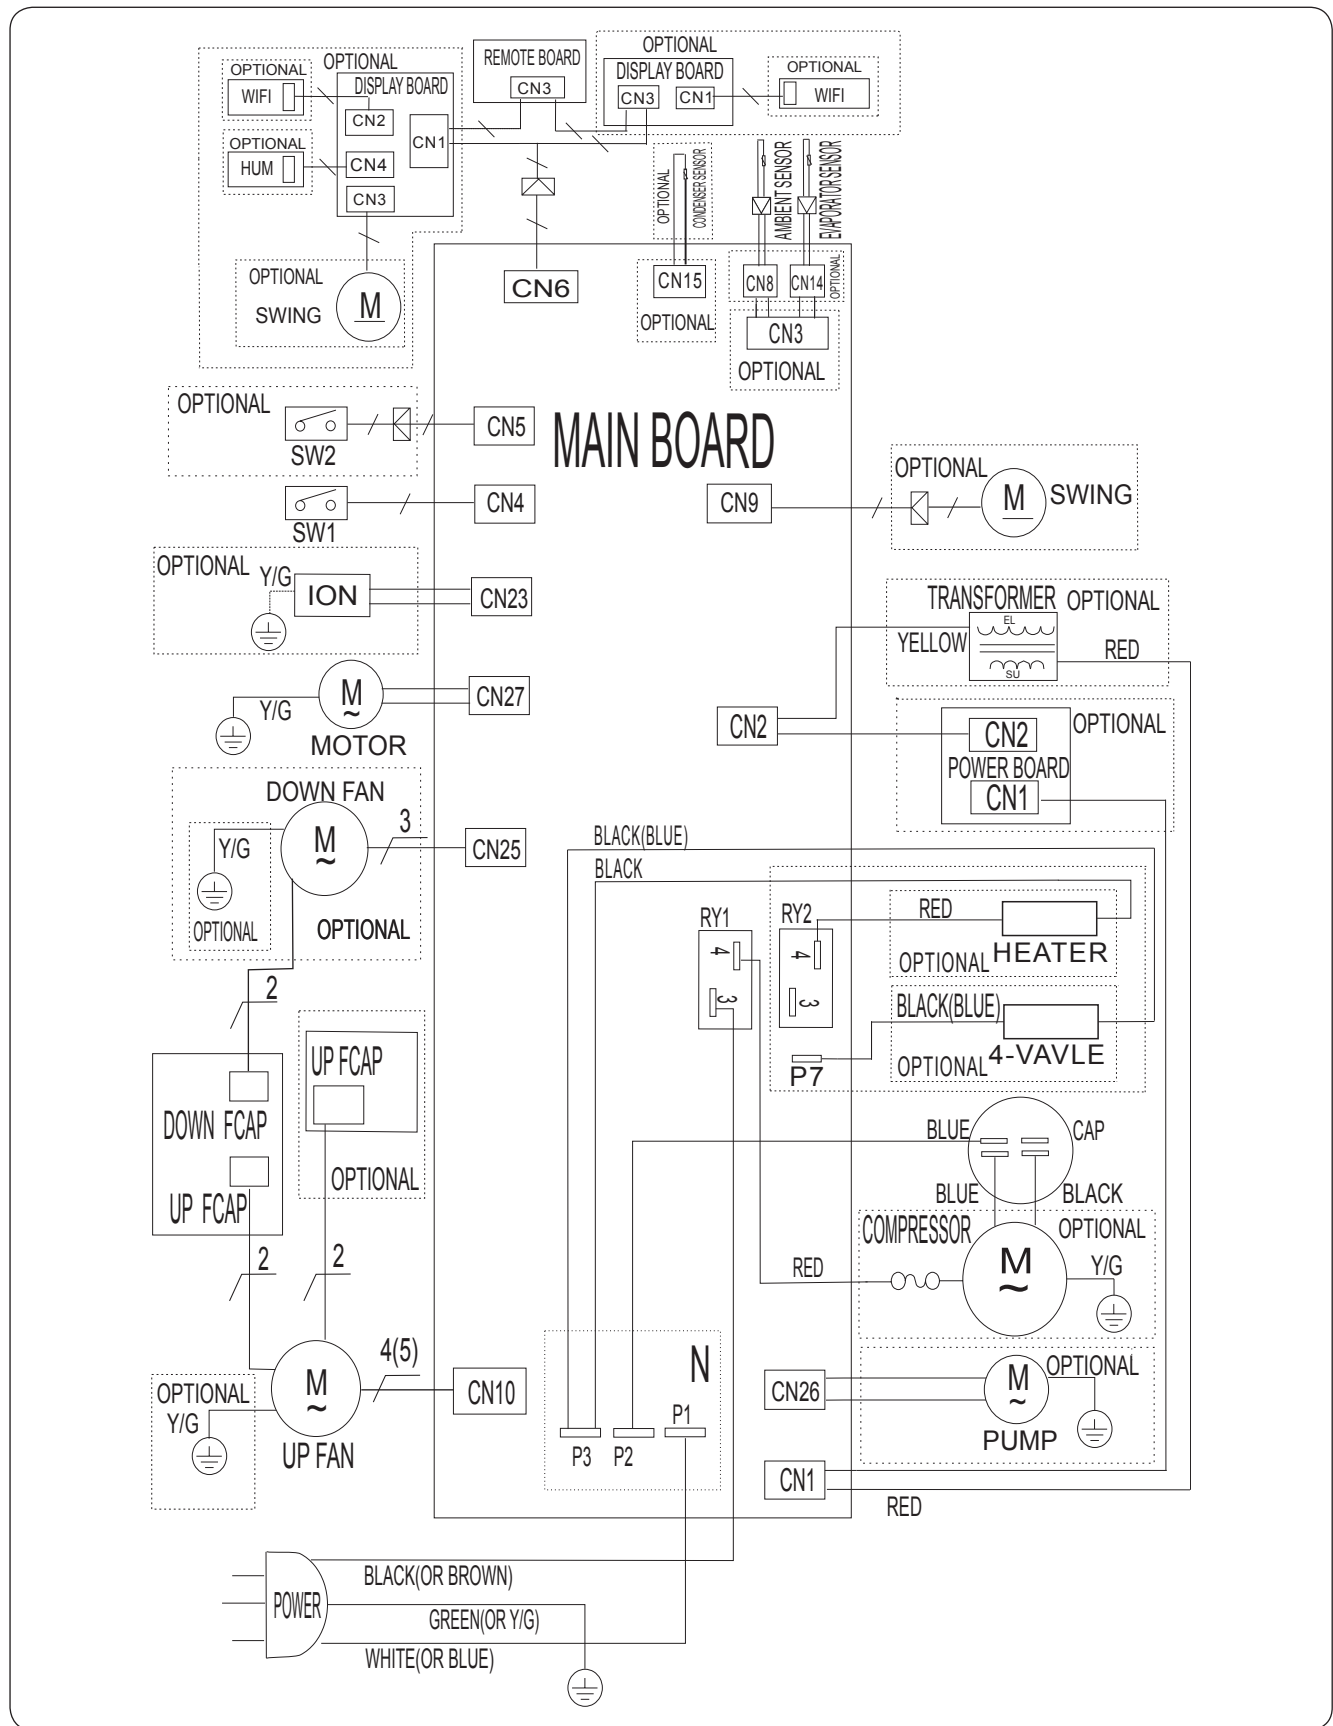 OPTIONAL
OPTIONAL
WIFI
DISPLAY BOARD
CN2
CN1
OPTIONAL
HUM
CN4
CN3
OPTIONAL
SWING
M
REMOTE BOARD
CN3
OPTIONAL
DISPLAY BOARD
CN3
CN1
OPTIONAL
WIFI
CN6
OPTIONAL
CONDENSER SENSOR
CN15
OPTIONAL
AMBIENT SENSOR
EVAPORATOR SENSOR
CN8
CN14
OPTIONAL
CN3
OPTIONAL
MAIN BOARD
OPTIONAL
SW2
CN5
SW1
CN4
OPTIONAL
Y/G
ION
CN23
M
~
Y/G
MOTOR
CN27
DOWN FAN
M
~
3
CN25
Y/G
OPTIONAL
OPTIONAL
2
DOWN FCAP
UP FCAP
UP FCAP
OPTIONAL
2
2
M
~
UP FAN
4(5)
CN10
OPTIONAL
Y/G
CN9
OPTIONAL
M
SWING
TRANSFORMER OPTIONAL
EL
YELLOW
SU
RED
CN2
CN2
OPTIONAL
POWER BOARD
CN1
BLACK(BLUE)
BLACK
RY1
4
3
RY2
4
3
RED
OPTIONAL
HEATER
BLACK(BLUE)
OPTIONAL
4-VAVLE
P7
BLUE
CAP
BLUE
BLACK
COMPRESSOR
OPTIONAL
M
~
Y/G
RED
N
P3
P2
P1
CN26
M
~
OPTIONAL
PUMP
CN1
RED
POWER
BLACK(OR BROWN)
GREEN(OR Y/G)
WHITE(OR BLUE)